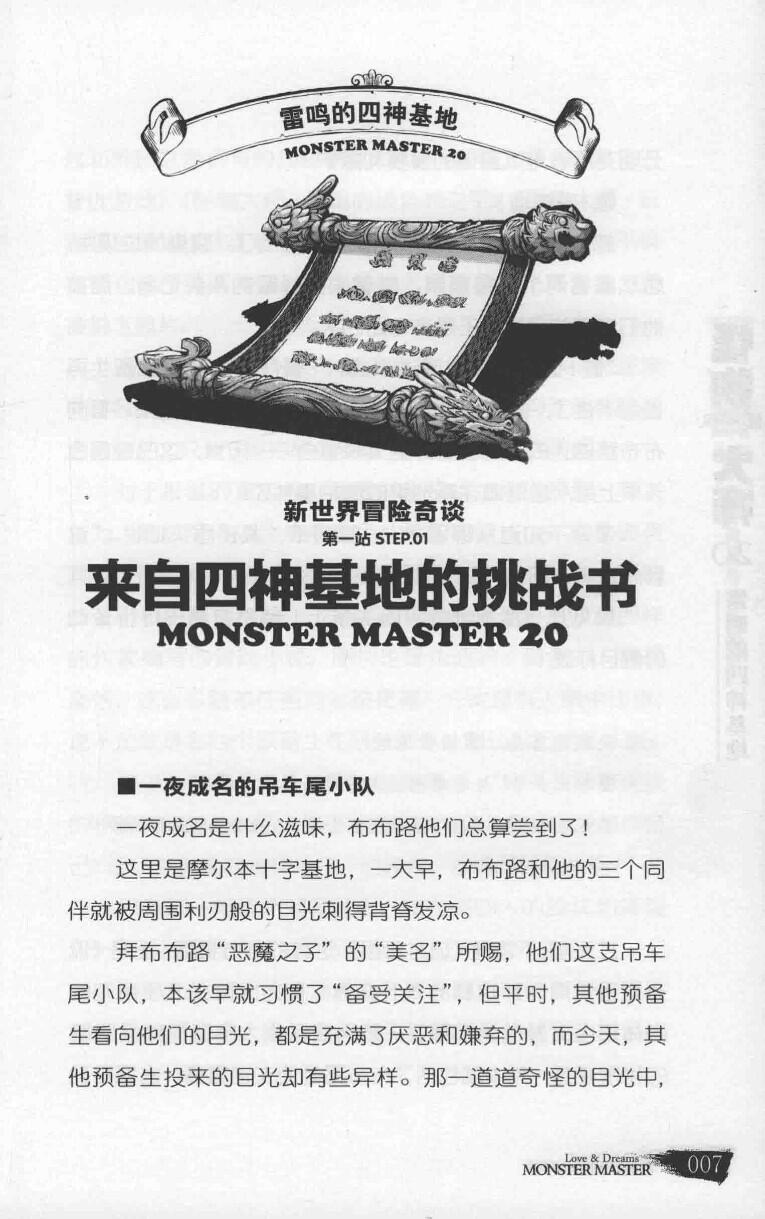 雷鸣的四神基地
MONSTER MASTER 20
新世界冒险奇谈
第一站 STEP.01
来自四神基地的挑战书
MONSTER MASTER 20
■一夜成名的吊车尾小队
一夜成名是什么滋味，布布路他们总算尝到了！
这里是摩尔本十字基地，一大早，布布路和他的三个同
伴就被周围利刃般的目光刺得背脊发凉。
拜布布路“恶魔之子”的“美名”所赐，他们这支吊车
尾小队，本该早就习惯了“备受关注”，但平时，其他预备
生看向他们的目光，都是充满了厌恶和嫌弃的，而今天，其
他预备生投来的目光却有些异样。那一道道奇怪的目光中，
Love & Dreams
MONSTER MASTER
007